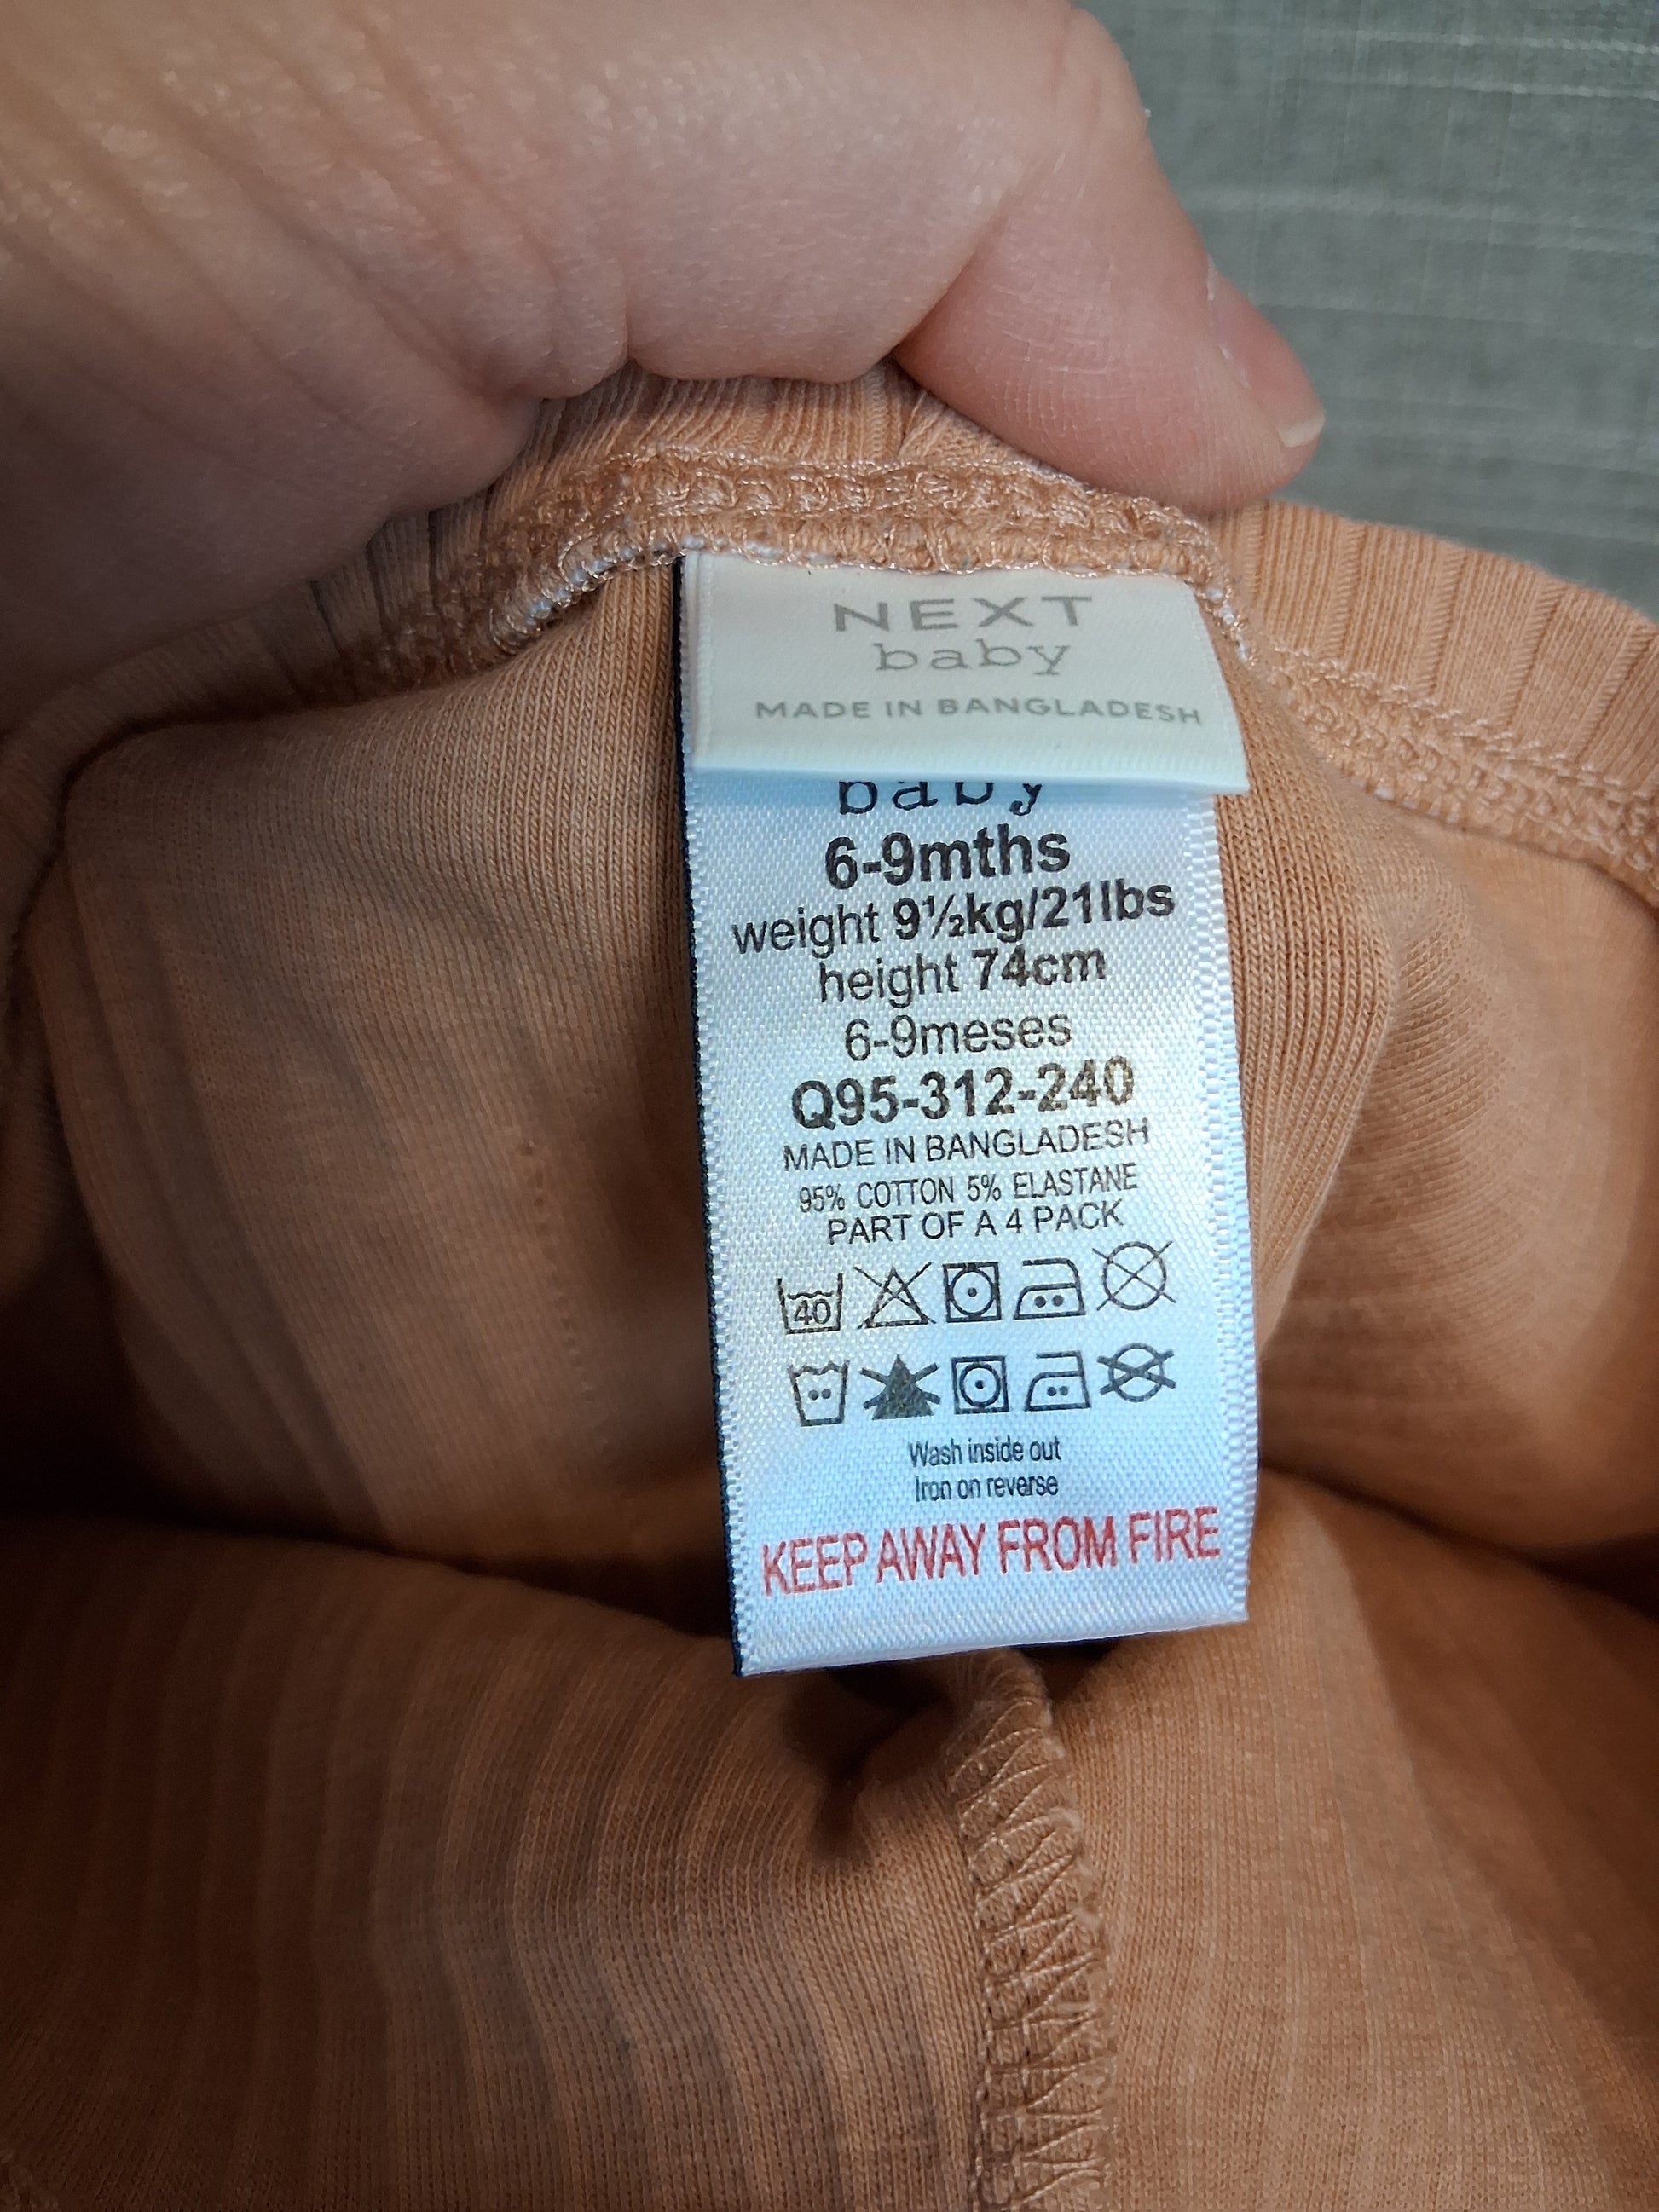 NEXT
baby
MADE IN BANGLADESH
baby
6-9mths
weight 9½kg/21lbs
height 74cm
6-9meses
Q95-312-240
MADE IN BANGLADESH
95% COTTON 5% ELASTANE
PART OF A 4 PACK
40
Wash inside out
Iron on reverse
KEEP AWAY FROM FIRE